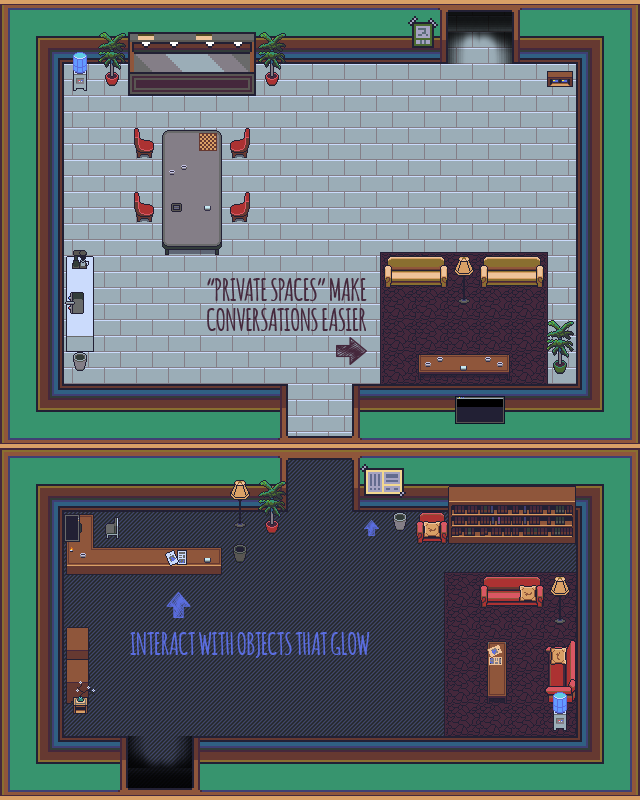 “PRIVATE SPACES” MAKE
CONVERSATIONS EASIER
INTERACT WITH OBJECTS THAT GLOW